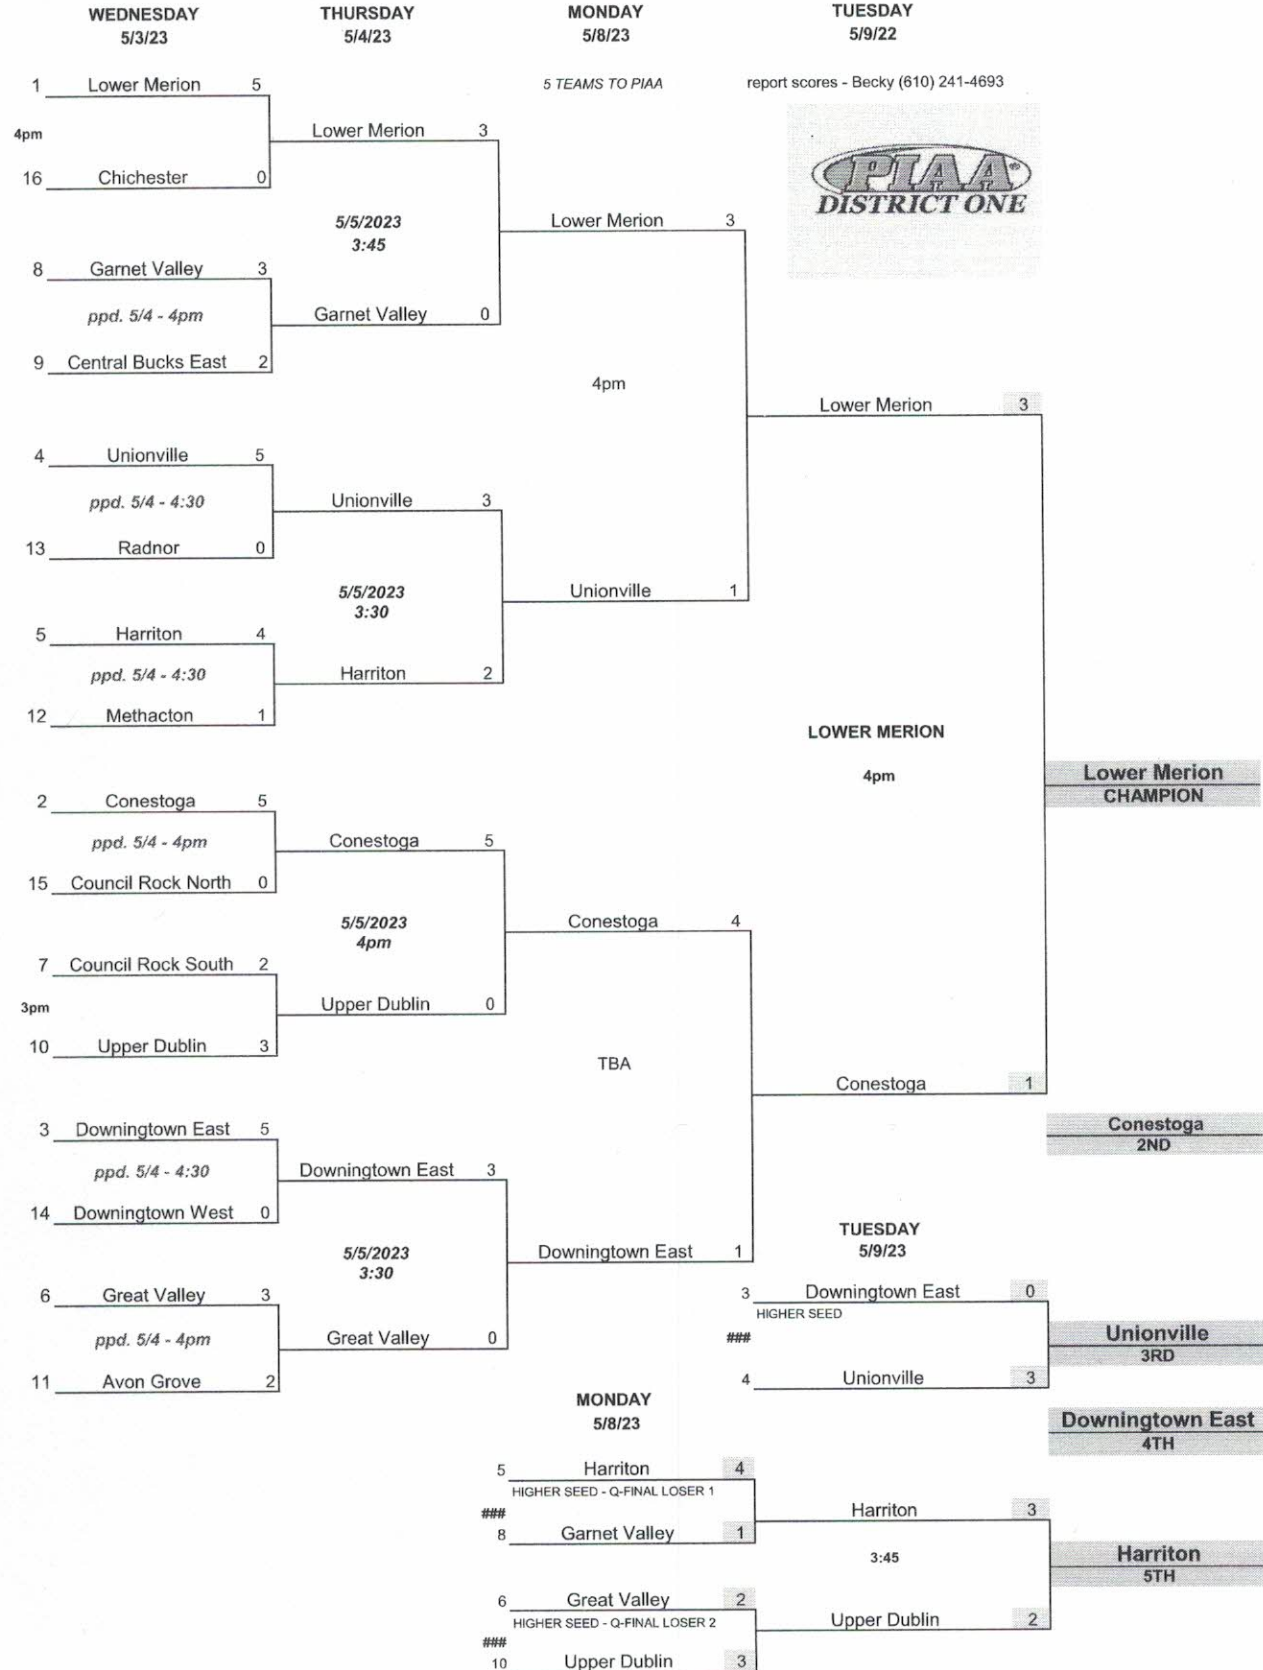 WEDNESDAY THURSDAY MONDAY TUESDAY
5/3/23 5/4/23 5/8/23 5/9/22
1 Lower Merion 5
5 TEAMS TO PIAA
report scores - Becky (610) 241-4693
4pm
Lower Merion 3
16 Chichester 0
PIAA®
DISTRICT ONE
5/5/2023
3:45
Lower Merion 3
8 Garnet Valley 3
ppd. 5/4 - 4pm
Garnet Valley 0
9 Central Bucks East 2
4pm
Lower Merion 3
4 Unionville 5
ppd. 5/4 - 4:30
Unionville 3
13 Radnor 0
5/5/2023
3:30
Unionville 1
5 Harriton 4
ppd. 5/4 - 4:30
Harriton 2
12 Methacton 1
LOWER MERION
4pm
Lower Merion
CHAMPION
2 Conestoga 5
ppd. 5/4 - 4pm
Conestoga 5
15 Council Rock North 0
5/5/2023
4pm
Conestoga 4
7 Council Rock South 2
3pm
Upper Dublin 0
10 Upper Dublin 3
TBA
Conestoga 1
Conestoga
2ND
3 Downingtown East 5
ppd. 5/4 - 4:30
Downingtown East 3
14 Downingtown West 0
5/5/2023
3:30
Downingtown East 1
TUESDAY
5/9/23
6 Great Valley 3
ppd. 5/4 - 4pm
Great Valley 0
11 Avon Grove 2
3 Downingtown East 0
HIGHER SEED
###
4 Unionville 3
Unionville
3RD
Downingtown East
4TH
MONDAY
5/8/23
5 Harriton 4
HIGHER SEED - Q-FINAL LOSER 1
###
8 Garnet Valley 1
Harriton 3
3:45
Harriton
5TH
6 Great Valley 2
HIGHER SEED - Q-FINAL LOSER 2
Upper Dublin 2
###
10 Upper Dublin 3